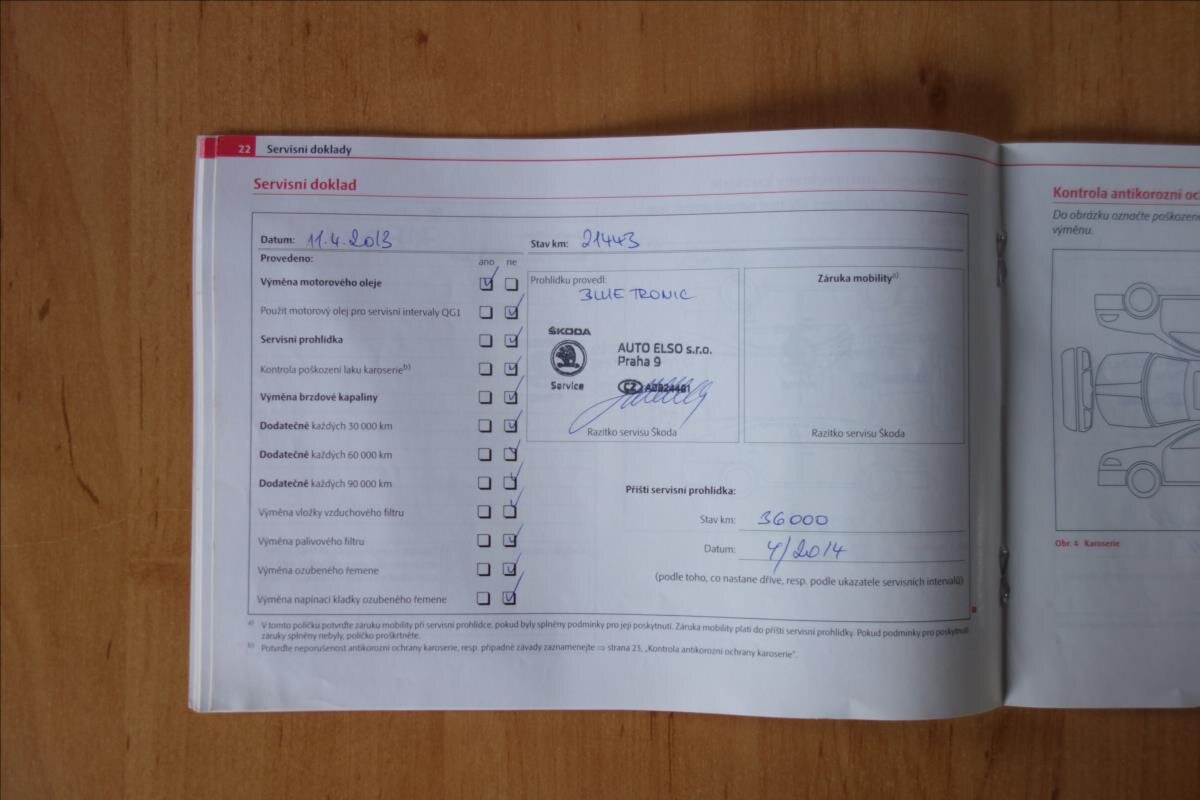 22 Servisní doklady
Servisní doklad
Datum: 11.4.2013
Stav km: 21443
Provedeno:
ano ne
Výměna motorového oleje
Použit motorový olej pro servisní intervaly QG1
Servisní prohlídka
Kontrola poškození laku karoserie b)
Výměna brzdové kapaliny
Dodatečně každých 30 000 km
Dodatečně každých 60 000 km
Dodatečně každých 90 000 km
Výměna vložky vzduchového filtru
Výměna palivového filtru
Výměna ozubeného řemene
Výměna napínací kladky ozubeného řemene
Prohlídku provedl:
BLUE TRONIC
ŠKODA
Service
AUTO ELSO s.r.o.
Praha 9
CZ
Razítko servisu Škoda
Záruka mobility a)
Razítko servisu Škoda
Příští servisní prohlídka:
Stav km: 36000
Datum: 4/2014
(podle toho, co nastane dříve, resp. podle ukazatele servisních intervalů)
a) V tomto políčku potvrďte záruku mobility při servisní prohlídce, pokud byly splněny podmínky pro její poskytnutí. Záruka mobility platí do příští servisní prohlídky. Pokud podmínky pro poskytnutí
záruky splněny nebyly, políčko proškrtněte.
b) Potvrďte neporušenost antikorozní ochrany karoserie, resp. případné závady zaznamenejte ⇒ strana 23, „Kontrola antikorozní ochrany karoserie“.
Kontrola antikorozní oc
Do obrázku označte poškozen
výměnu.
Obr. 4 Karoserie